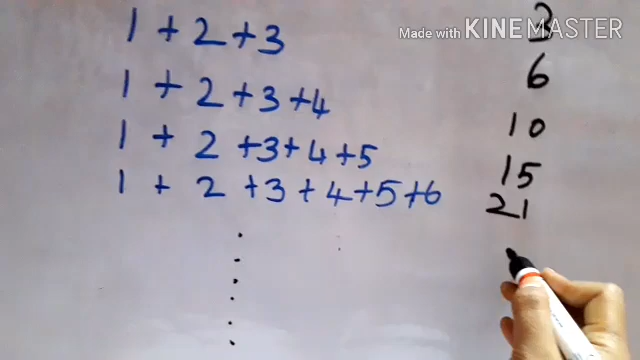 Made with KINEMASTER
3
1 + 2 + 3
6
1 + 2 + 3 + 4
10
1 + 2 + 3 + 4 + 5
15
1 + 2 + 3 + 4 + 5 + 6
21